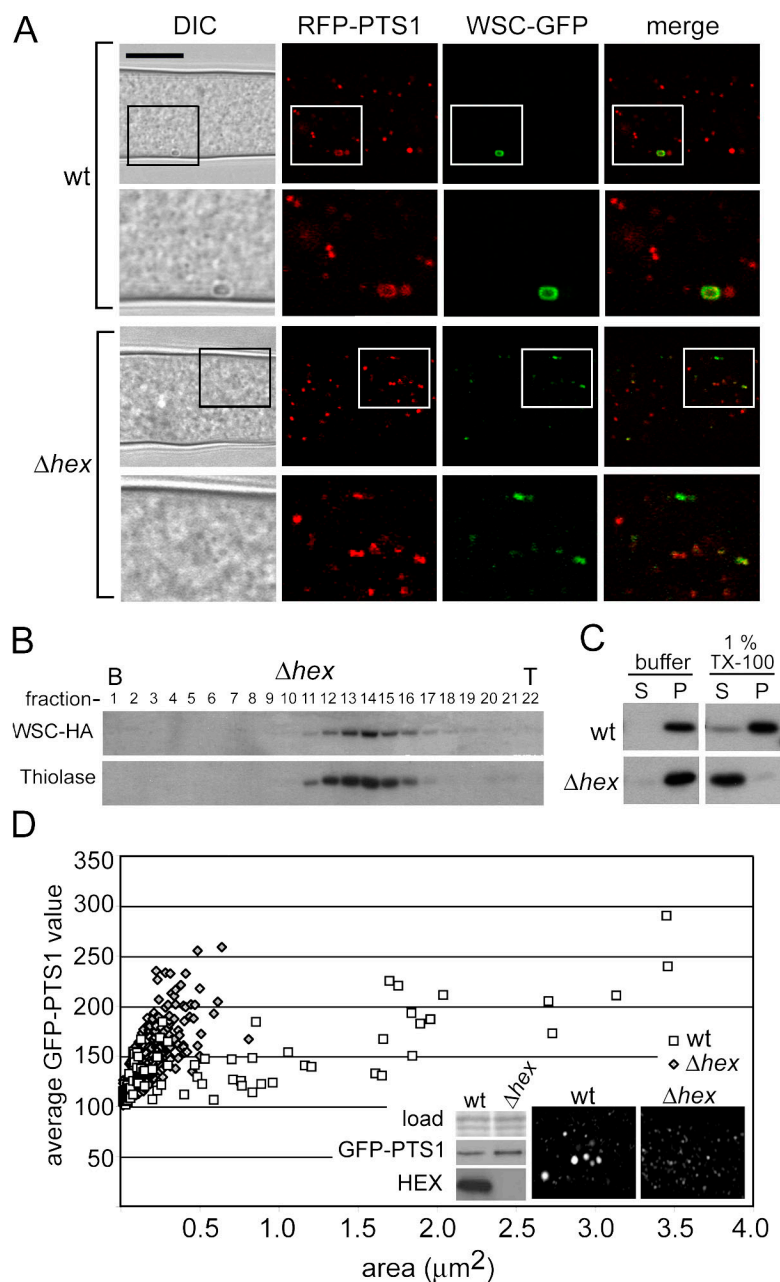 A
DIC RFP-PTS1 WSC-GFP merge
wt
Δhex
B
B Δhex T
fraction- 1 2 3 4 5 6 7 8 9 10 11 12 13 14 15 16 17 18 19 20 21 22
WSC-HA
Thiolase
C
buffer 1 % TX-100
S P S P
wt
Δhex
D
average GFP-PTS1 value
350
300
250
200
150
100
50
wt
Δhex
wt Δhex wt Δhex
load
GFP-PTS1
HEX
0.5 1.0 1.5 2.0 2.5 3.0 3.5 4.0
area (μm²)